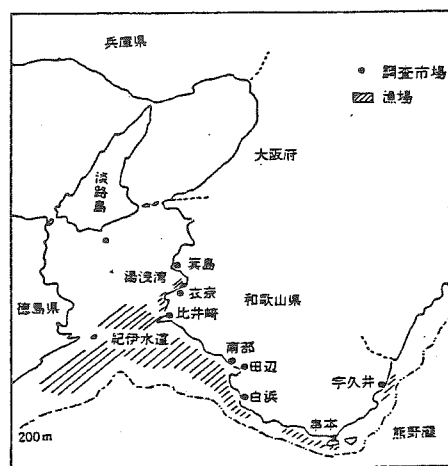 兵庫県
調査市場
漁場
大阪府
淡路島
箕島
湯浅湾
衣奈
和歌山県
比井崎
徳島県
紀伊水道
南部
田辺
宇久井
白浜
串本
熊野灘
200m